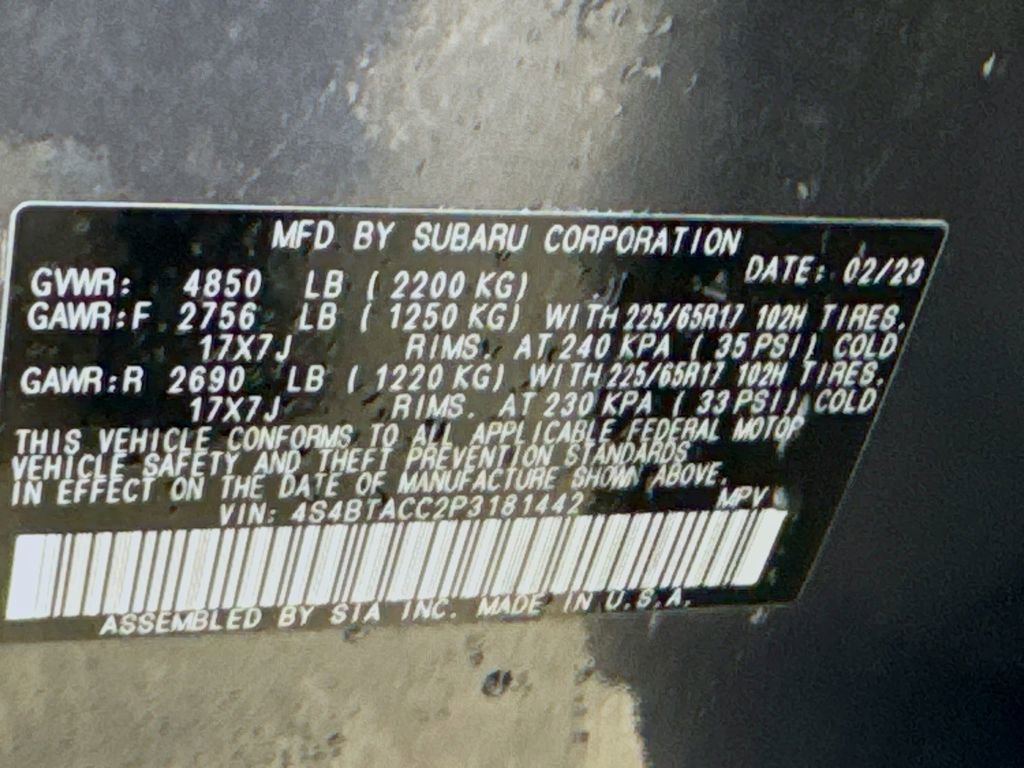 MFD BY SUBARU CORPORATION
DATE: 02/23
GVWR: 4850 LB ( 2200 KG)
GAWR:F 2756 LB ( 1250 KG) WITH 225/65R17 102H TIRES,
17X7J RIMS, AT 240 KPA ( 35 PSI) COLD
GAWR:R 2690 LB ( 1220 KG) WITH 225/65R17 102H TIRES,
17X7J RIMS, AT 230 KPA ( 33 PSI) COLD
THIS VEHICLE CONFORMS TO ALL APPLICABLE FEDERAL MOTOR
VEHICLE SAFETY AND THEFT PREVENTION STANDARDS
IN EFFECT ON THE DATE OF MANUFACTURE SHOWN ABOVE.
VIN: 4S4BTACC2P3181442 MPV
ASSEMBLED BY SIA INC. MADE IN U.S.A.